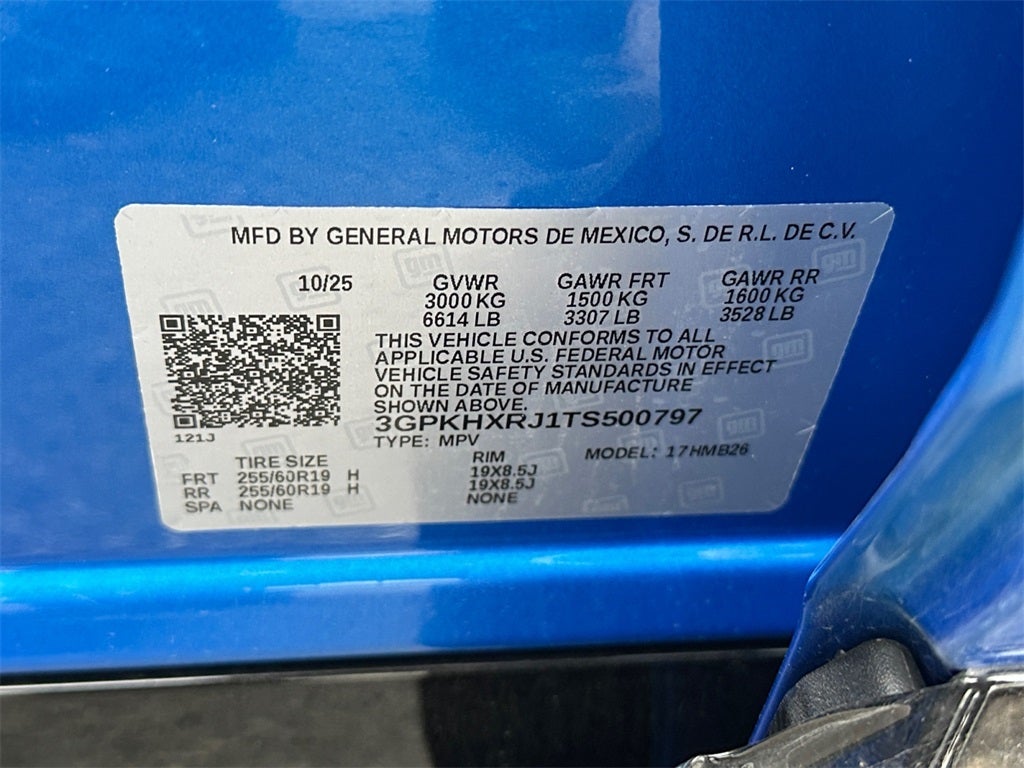 MFD BY GENERAL MOTORS DE MEXICO, S. DE R.L. DE C.V.
10/25 GVWR GAWR FRT GAWR RR
3000 KG 1500 KG 1600 KG
6614 LB 3307 LB 3528 LB
THIS VEHICLE CONFORMS TO ALL
APPLICABLE U.S. FEDERAL MOTOR
VEHICLE SAFETY STANDARDS IN EFFECT
ON THE DATE OF MANUFACTURE
SHOWN ABOVE.
3GPKHXRJ1TS500797
121J
TYPE: MPV MODEL: 17HMB26
TIRE SIZE RIM
FRT 255/60R19 H 19X8.5J
RR 255/60R19 H 19X8.5J
SPA NONE NONE